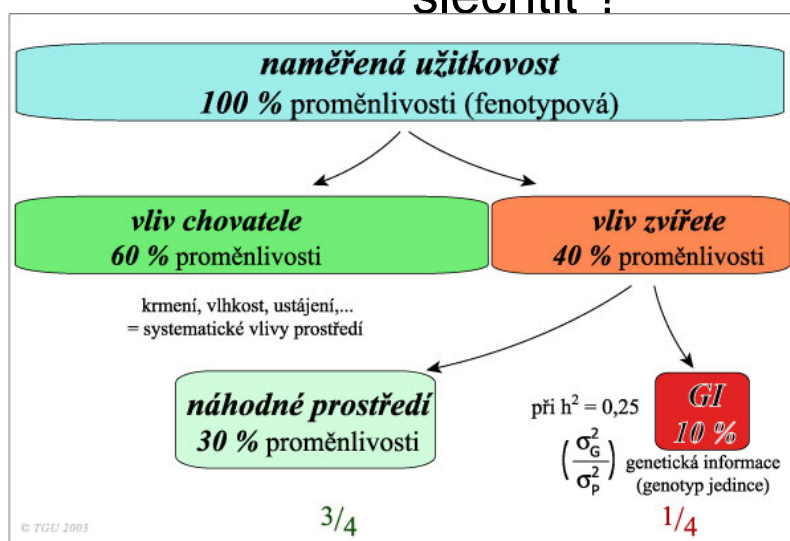 šlechtit ?
naměřená užitkovost
100 % proměnlivosti (fenotypová)
vliv chovatele
60 % proměnlivosti
vliv zvířete
40 % proměnlivosti
krmení, vlhkost, ustájení,...
= systematické vlivy prostředí
náhodné prostředí
30 % proměnlivosti
při h² = 0,25
(σ²G / σ²P)
GI
10 %
genetická informace
(genotyp jedince)
3/4
1/4
© TGU 2003